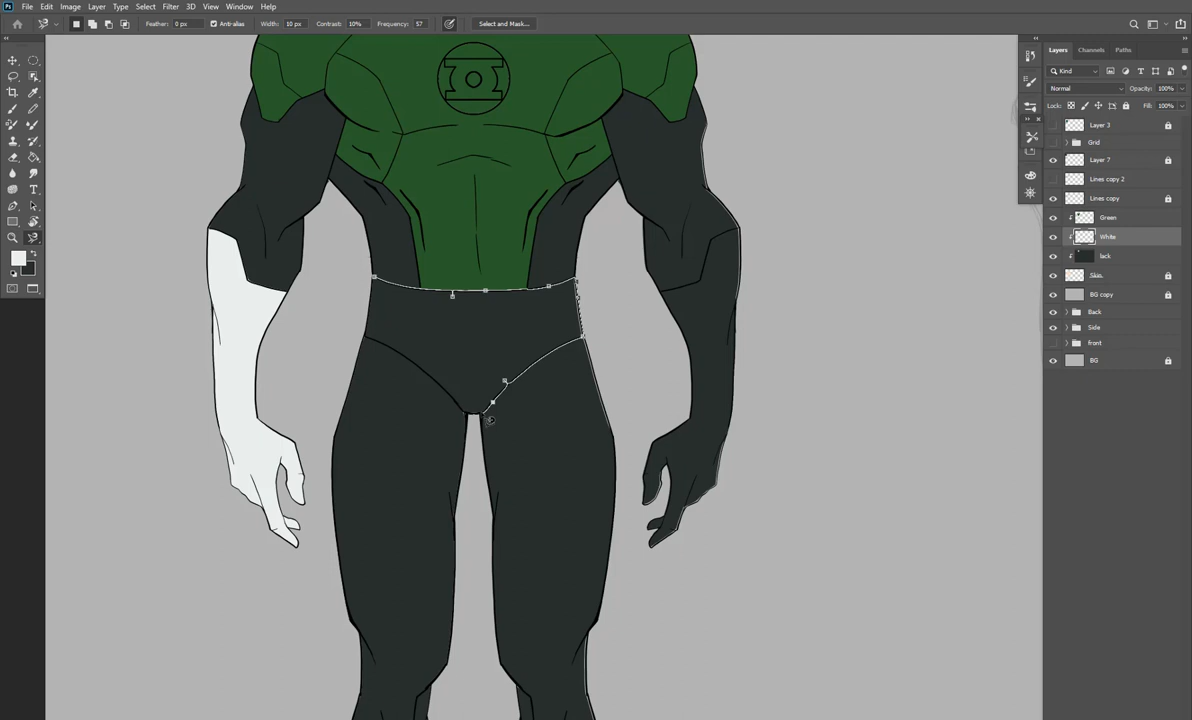 Ps File Edit Image Layer Type Select Filter 3D View Window Help
Feather: 0 px Anti-alias Width: 10 px Contrast: 10% Frequency: 57 Select and Mask...
Layers Channels Paths
Kind
Normal Opacity: 100%
Lock: Fill: 100%
Layer 3
Grid
Layer 7
Lines copy 2
Lines copy
Green
White
lack
Skin
BG copy
Back
Side
front
BG